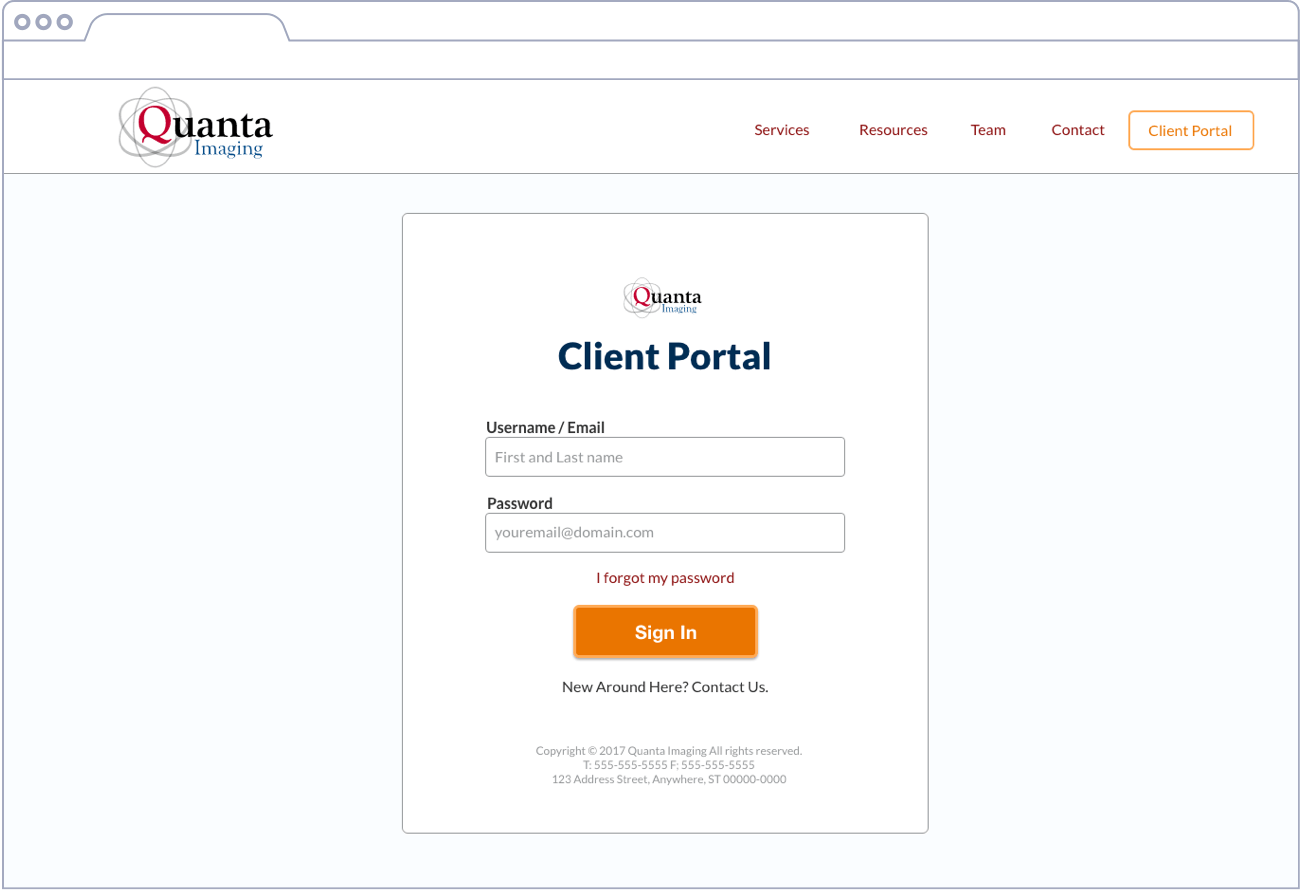 Quanta
Imaging
Services
Resources
Team
Contact
Client Portal
Quanta
Imaging
Client Portal
Username / Email
First and Last name
Password
youremail@domain.com
I forgot my password
Sign In
New Around Here? Contact Us.
Copyright © 2017 Quanta Imaging All rights reserved.
T: 555-555-5555 F: 555-555-5555
123 Address Street, Anywhere, ST 00000-0000